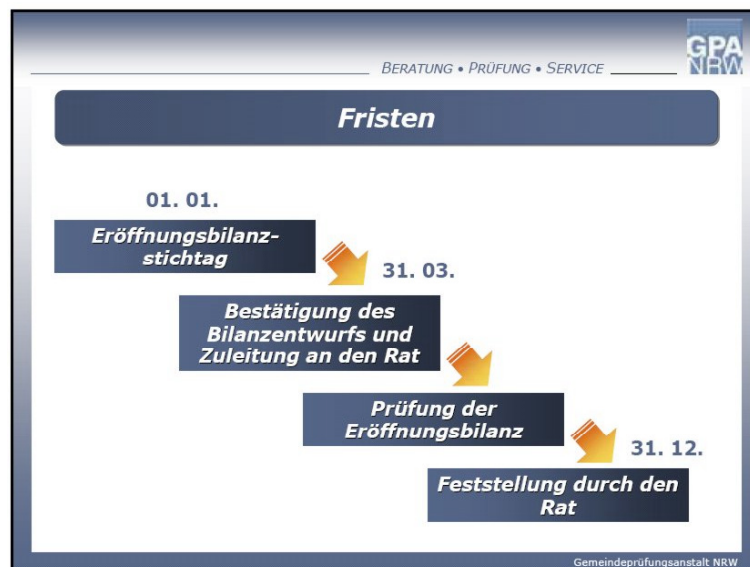 GPA
NRW
BERATUNG • PRÜFUNG • SERVICE
Fristen
01. 01.
Eröffnungsbilanz-
stichtag
31. 03.
Bestätigung des
Bilanzentwurfs und
Zuleitung an den Rat
Prüfung der
Eröffnungsbilanz
31. 12.
Feststellung durch den
Rat
Gemeindeprüfungsanstalt NRW